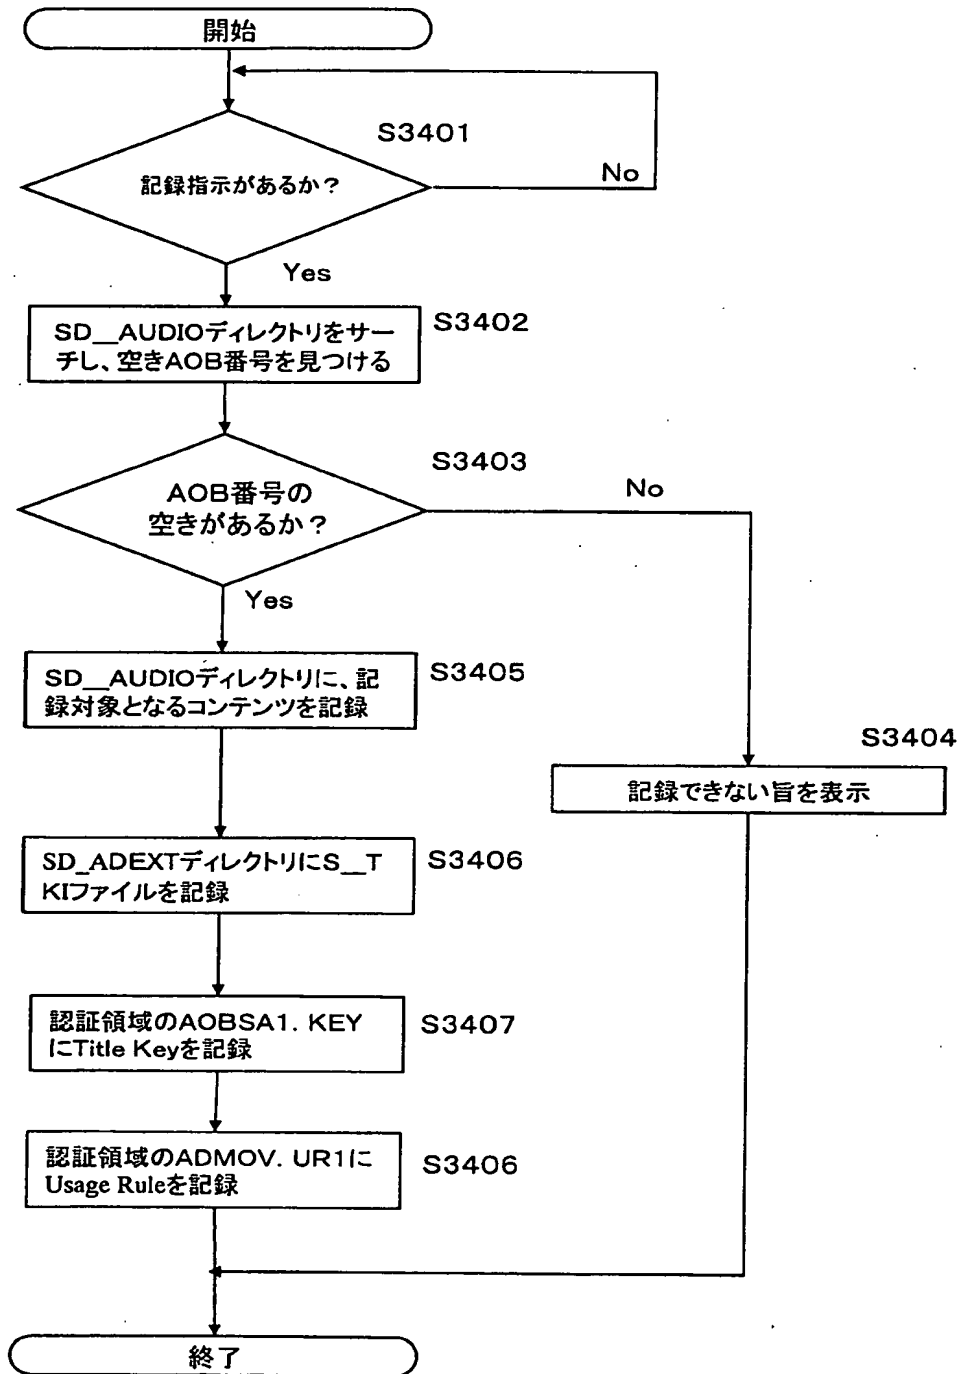 開始
S3401
記録指示があるか?
No
Yes
SD__AUDIOディレクトリをサー
チし、空きAOB番号を見つける
S3402
S3403
AOB番号の
空きがあるか?
No
Yes
SD__AUDIOディレクトリに、記
録対象となるコンテンツを記録
S3405
S3404
記録できない旨を表示
SD_ADEXTディレクトリにS__T
KIファイルを記録
S3406
認証領域のAOBSA1. KEY
にTitle Keyを記録
S3407
認証領域のADMOV. UR1に
Usage Ruleを記録
S3406
終了